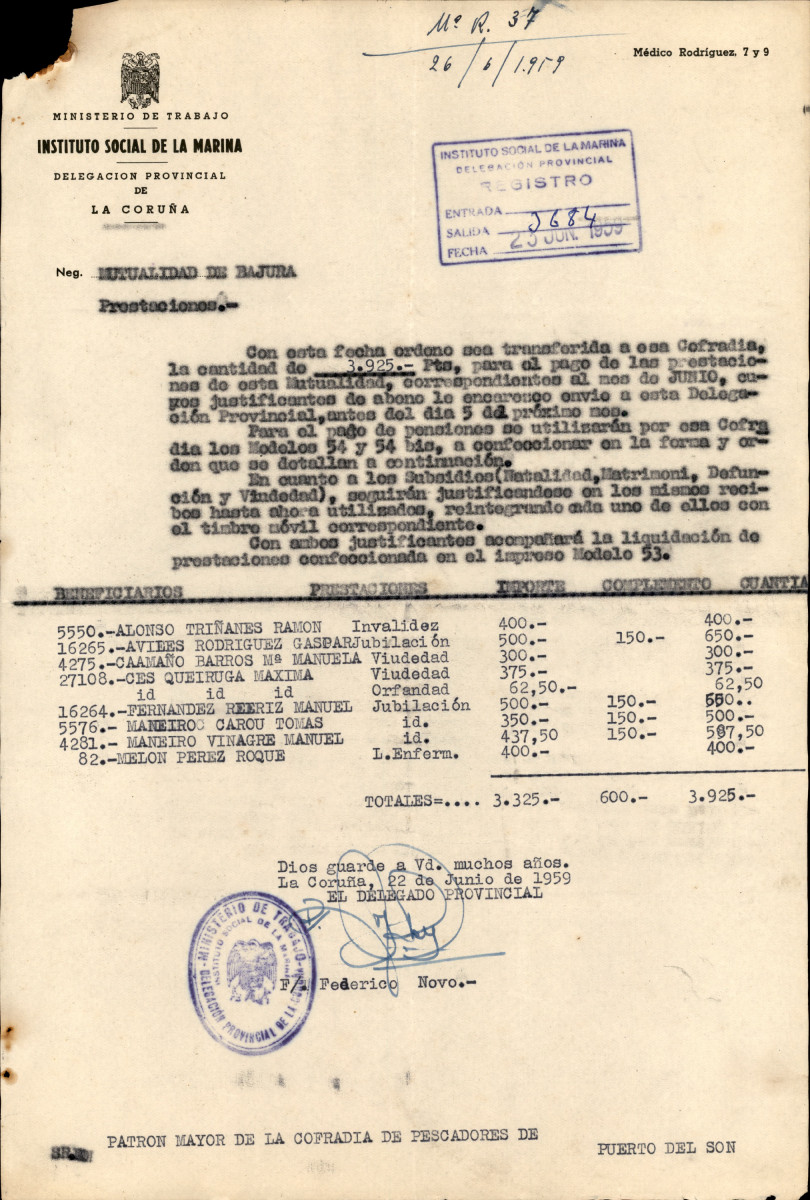 Mº R. 37
26/6/1959
Médico Rodríguez, 7 y 9
MINISTERIO DE TRABAJO
INSTITUTO SOCIAL DE LA MARINA
DELEGACION PROVINCIAL
DE
LA CORUÑA
INSTITUTO SOCIAL DE LA MARINA
DELEGACIÓN PROVINCIAL
REGISTRO
ENTRADA
SALIDA 3684
FECHA 25 JUN. 1959
Neg. MUTUALIDAD DE BAJURA
Prestaciones.-
Con esta fecha ordeno sea transferida a esa Cofradia,
la cantidad de 3.925.- Pts, para el pago de las prestacio-
nes de esta Mutualidad, correspondientes al mes de JUNIO, cu-
yos justificantes de abono le encarezco envie a esta Delega-
ción Provincial, antes del dia 5 del próximo mes.
Para el pago de pensiones se utilizarán por esa Cofra
dia los Modelos 54 y 54 bis, a confeccionar en la forma y or-
den que se detallan a continuación.
En cuanto a los Subsidios(Natalidad,Matrimoni, Defun-
ción y Viudedad), seguirán justificandose en los mismos reci-
bos hasta ahora utilizados, reintegrando cada uno de ellos con
el timbre móvil correspondiente.
Con ambos justificantes acompañará la liquidación de
prestaciones confeccionada en el impreso Modelo 53.
BENEFICIARIOS PRESTACIONES IMPORTE COMPLEMENTO CUANTIA
5550.-ALONSO TRIÑANES RAMON Invalidez 400.- 400.-
16265.-AVILES RODRIGUEZ GASPAR Jubilación 500.- 150.- 650.-
4275.-CAAMAÑO BARROS Mª MANUELA Viudedad 300.- 300.-
27108.-CES QUEIRUGA MAXIMA Viudedad 375.- 375.-
id id id Orfandad 62,50.- 62,50
16264.-FERNANDEZ REERIZ MANUEL Jubilación 500.- 150.- 650..
5576.- MANEIRO CAROU TOMAS id. 350.- 150.- 500.-
4281.- MANEIRO VINAGRE MANUEL id. 437,50 150.- 587,50
82.-MELON PEREZ ROQUE L.Enferm. 400.- 400.-
TOTALES=.... 3.325.- 600.- 3.925.-
Dios guarde a Vd. muchos años.
La Coruña, 22 de Junio de 1959
EL DELEGADO PROVINCIAL
F/. Federico Novo.-
MINISTERIO DE TRABAJO
INSTITUTO SOCIAL DE LA MARINA
DELEGACIÓN PROVINCIAL DE LA CORUÑA
SR. PATRON MAYOR DE LA COFRADIA DE PESCADORES DE PUERTO DEL SON